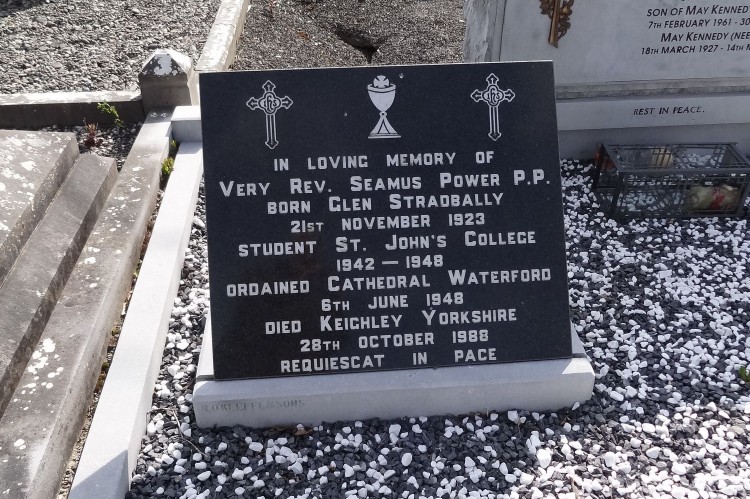 SON OF MAY KENNED
7TH FEBRUARY 1961 - 30
MAY KENNEDY (NEE
18TH MARCH 1927 - 14TH M
REST IN PEACE.
IN LOVING MEMORY OF
VERY REV. SEAMUS POWER P.P.
BORN GLEN STRADBALLY
21ST NOVEMBER 1923
STUDENT ST. JOHN'S COLLEGE
1942 — 1948
ORDAINED CATHEDRAL WATERFORD
6TH JUNE 1948
DIED KEIGHLEY YORKSHIRE
28TH OCTOBER 1988
REQUIESCAT IN PACE